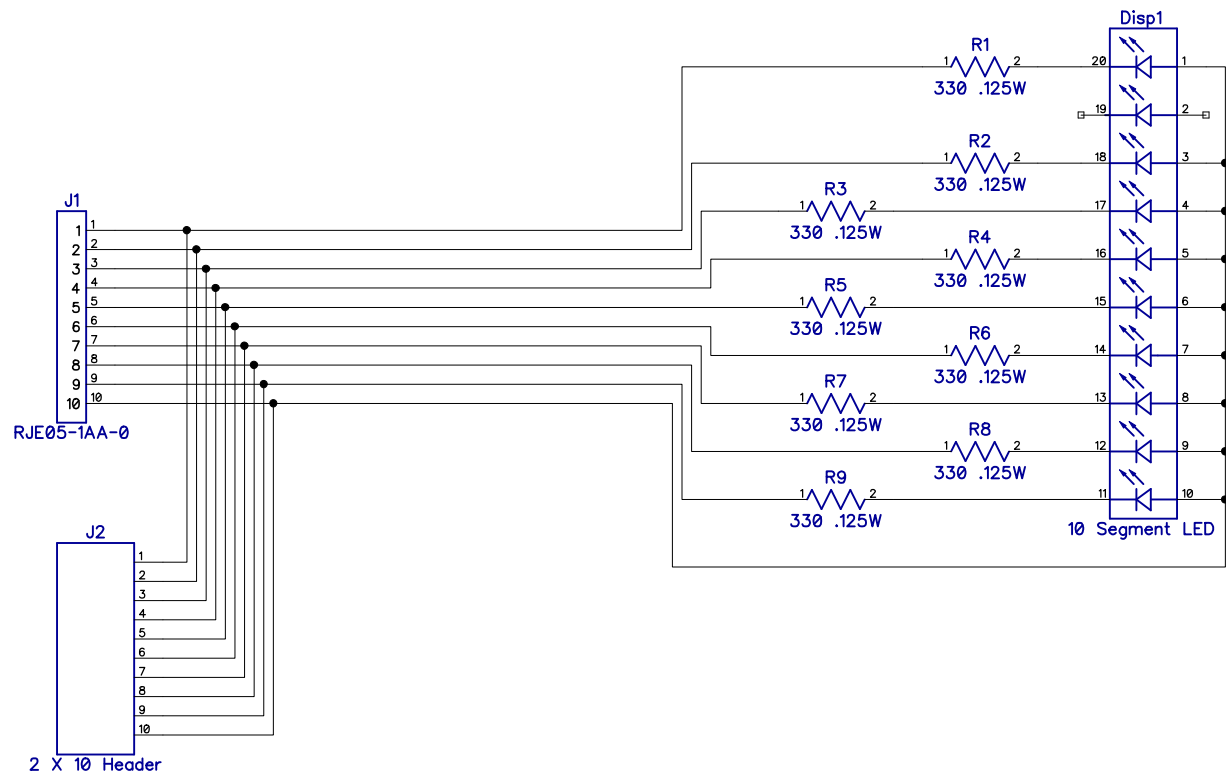 Disp1
R1
1 2 20 1
330 .125W
19 2
R2
1 2 18 3
330 .125W
R3
1 2 17 4
330 .125W
J1
1 1
2 2
3 3
4 4
5 5
6 6
7 7
8 8
9 9
10 10
RJE05-1AA-0
R4
1 2 16 5
330 .125W
R5
1 2 15 6
330 .125W
R6
1 2 14 7
330 .125W
R7
1 2 13 8
330 .125W
R8
1 2 12 9
330 .125W
R9
1 2 11 10
330 .125W
10 Segment LED
J2
1
2
3
4
5
6
7
8
9
10
2 X 10 Header